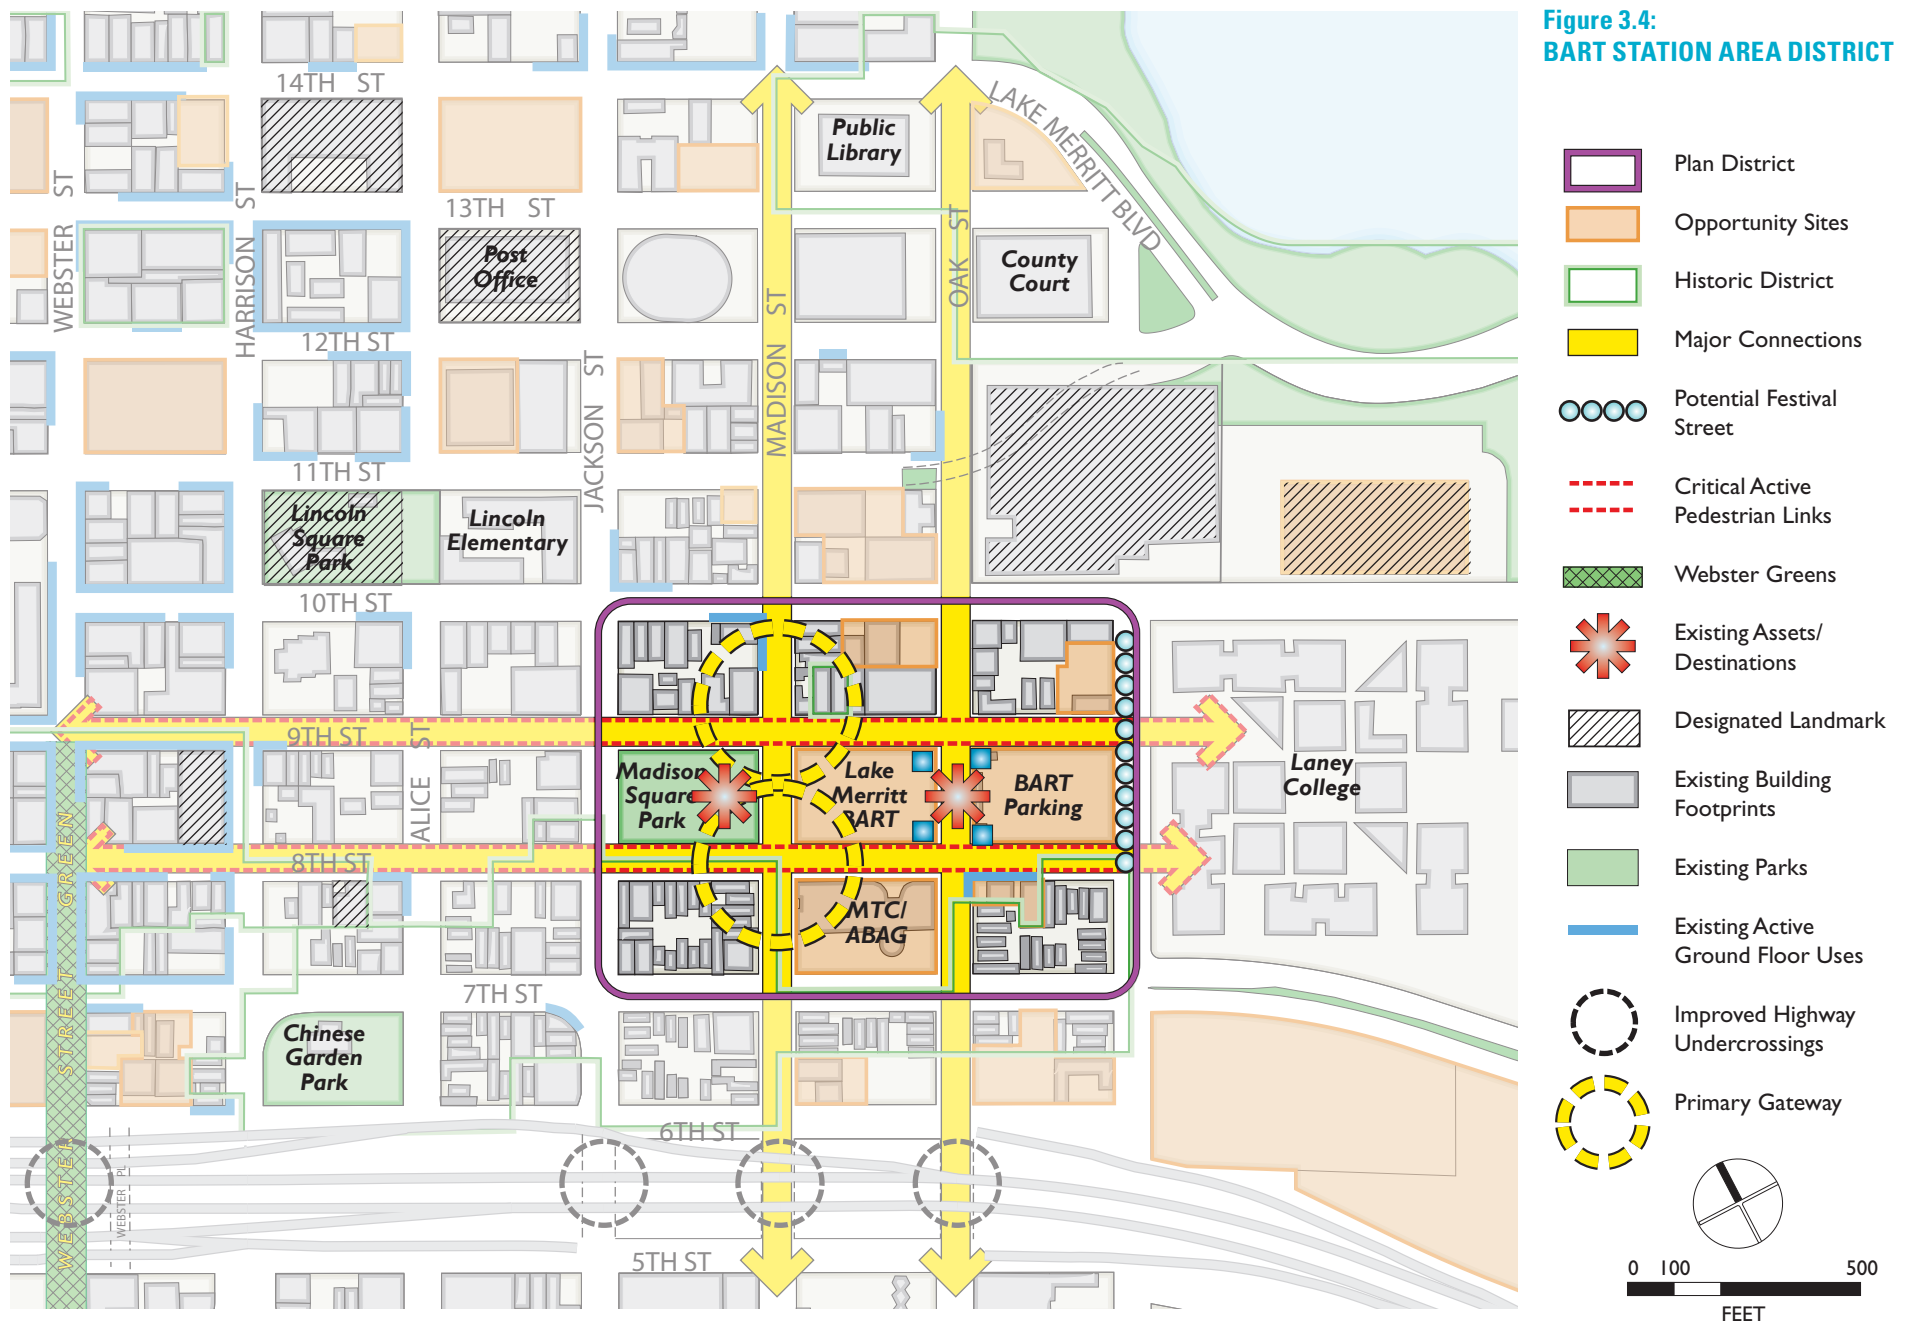 Figure 3.4:
BART STATION AREA DISTRICT
14TH ST
LAKE MERRITT BLVD
Public
Library
WEBSTER ST
HARRISON ST
13TH ST
Post
Office
OAK ST
County
Court
MADISON ST
12TH ST
JACKSON ST
11TH ST
Lincoln
Square
Park
Lincoln
Elementary
10TH ST
9TH ST
ALICE ST
Madison
Square
Park
Lake
Merritt
BART
BART
Parking
Laney
College
8TH ST
MTC/
ABAG
7TH ST
Chinese
Garden
Park
6TH ST
WEBSTER PL
WEBSTER STREET GREEN
5TH ST
Plan District
Opportunity Sites
Historic District
Major Connections
Potential Festival
Street
Critical Active
Pedestrian Links
Webster Greens
Existing Assets/
Destinations
Designated Landmark
Existing Building
Footprints
Existing Parks
Existing Active
Ground Floor Uses
Improved Highway
Undercrossings
Primary Gateway
0 100 500
FEET